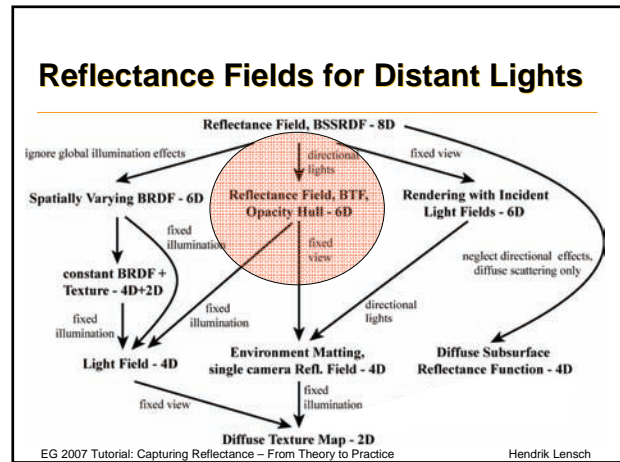 Reflectance Fields for Distant Lights
Reflectance Field, BSSRDF - 8D
ignore global illumination effects
directional
lights
fixed view
Spatially Varying BRDF - 6D
Reflectance Field, BTF,
Opacity Hull - 6D
Rendering with Incident
Light Fields - 6D
fixed
illumination
fixed
view
neglect directional effects,
diffuse scattering only
constant BRDF +
Texture - 4D+2D
fixed
illumination
fixed
illumination
directional
lights
Light Field - 4D
Environment Matting,
single camera Refl. Field - 4D
Diffuse Subsurface
Reflectance Function - 4D
fixed view
fixed
illumination
Diffuse Texture Map - 2D
EG 2007 Tutorial: Capturing Reflectance – From Theory to Practice
Hendrik Lensch